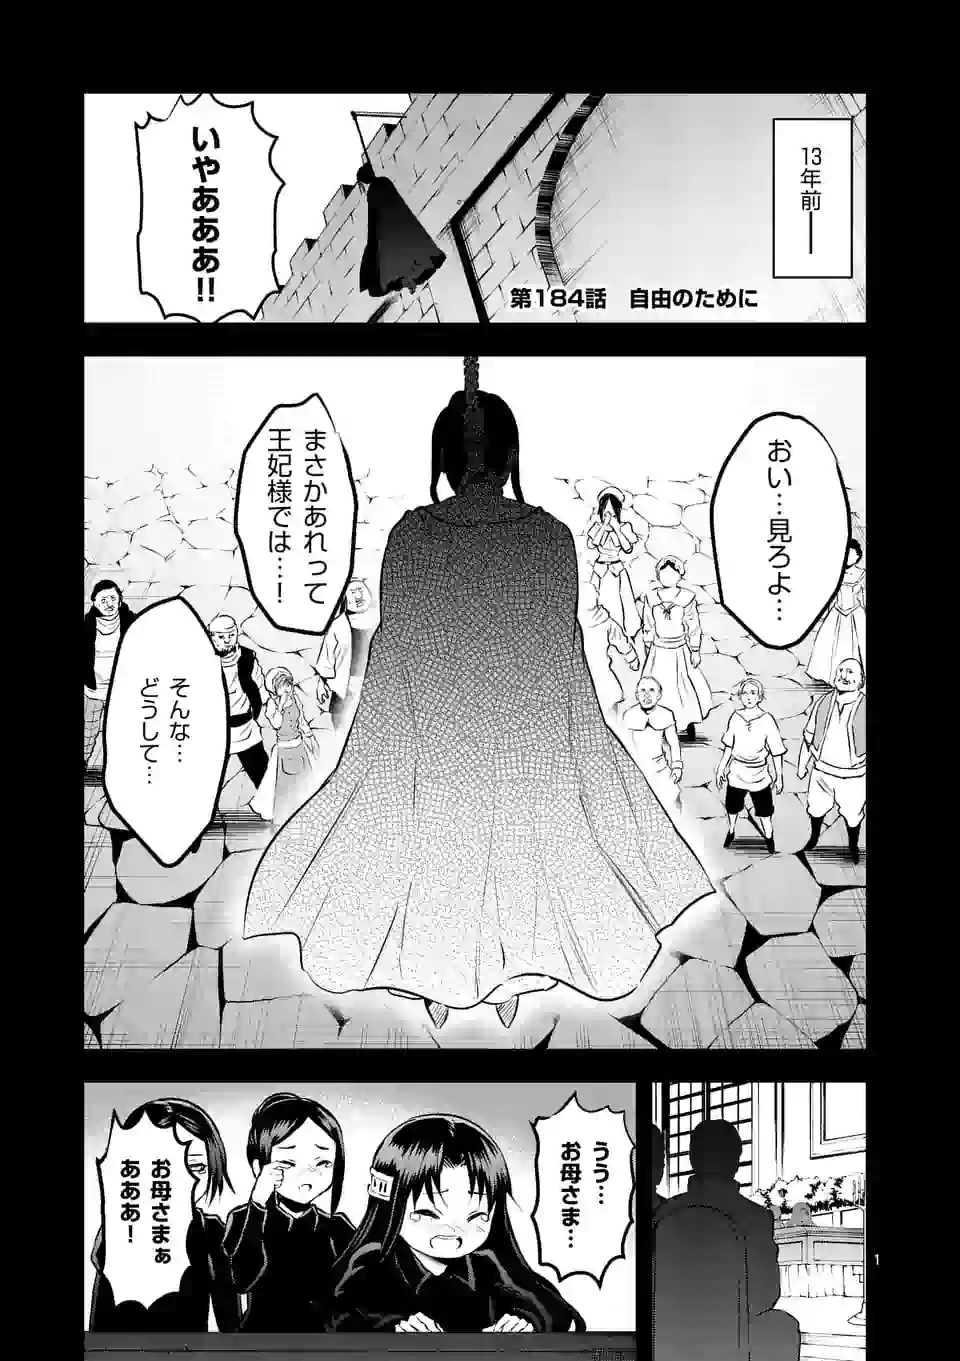 13年前――
いやあああ!!
第184話　自由のために
おい…見ろよ…
まさかあれって
王妃様では…！
そんな…
どうして…
うう…
お母さま…
お母さまぁ
あああ！
1